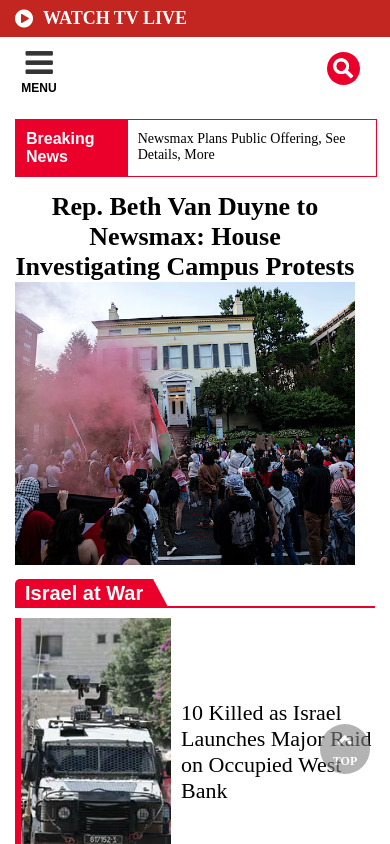 WATCH TV LIVE
MENU
Breaking
News
Newsmax Plans Public Offering, See
Details, More
Rep. Beth Van Duyne to
Newsmax: House
Investigating Campus Protests
Israel at War
10 Killed as Israel
Launches Major Raid
on Occupied West
Bank
TOP